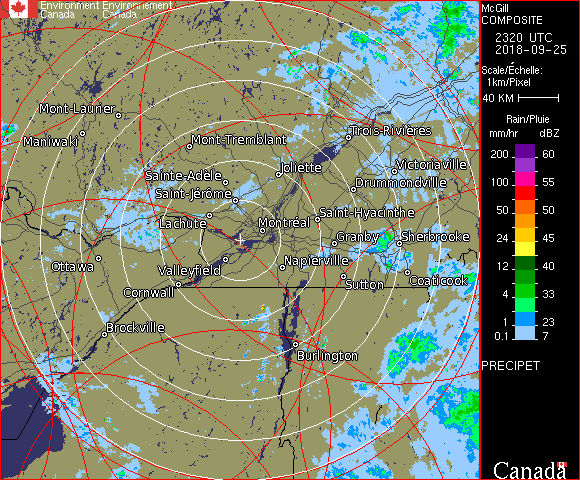 Environment Environnement
Canada Canada
McGill
COMPOSITE
2320 UTC
2018-09-25
Scale/Échelle:
1km/Pixel
40 KM
Rain/Pluie
mm/hr dBZ
200 60
100 55
100 55
50 50
24 45
12 40
4 33
1 23
0.1 7
PRECIPET
Canada
Mont-Laurier
Maniwaki
Mont-Tremblant
Trois-Rivières
Joliette
Victoriaville
Sainte-Adèle
Drummondville
Saint-Jérôme
Lachute
Saint-Hyacinthe
Montréal
Granby
Sherbrooke
Ottawa
Valleyfield
Napierville
Cornwall
Sutton
Coaticook
Brockville
Burlington